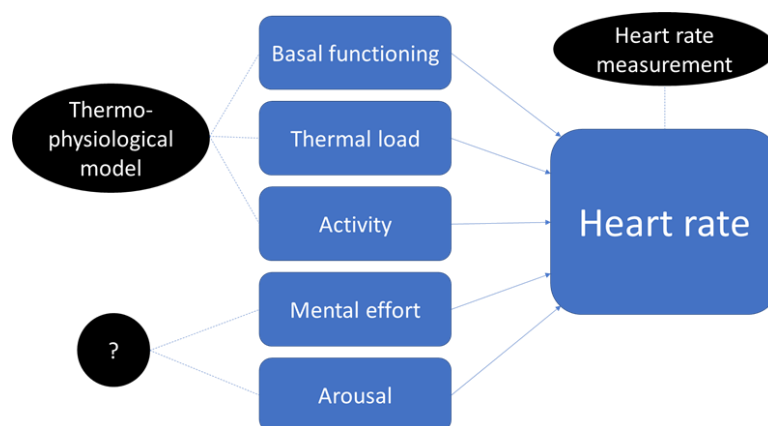 Basal functioning
Heart rate
measurement
Thermo-
physiological
model
Thermal load
Activity
Heart rate
Mental effort
?
Arousal